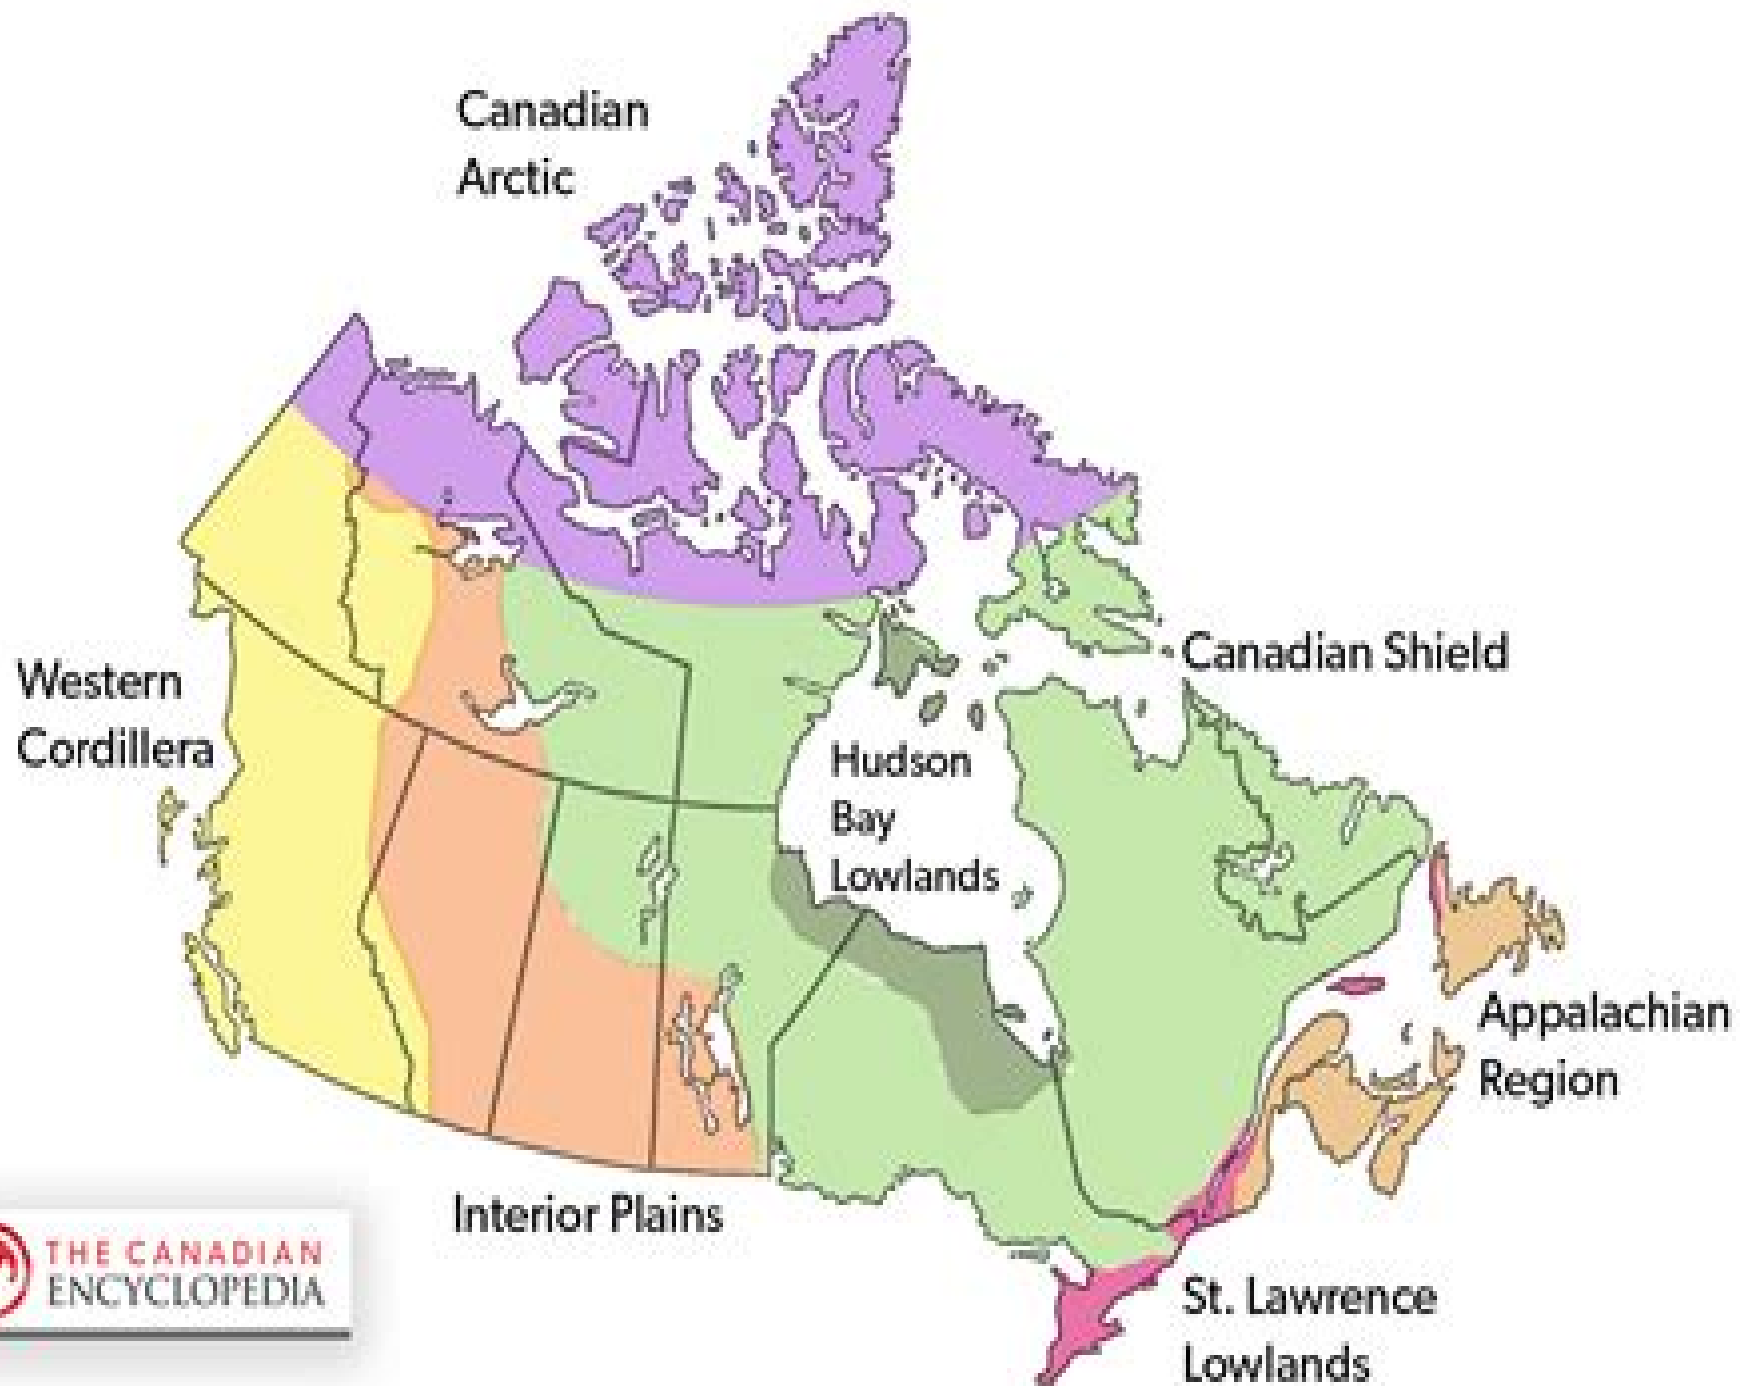 Canadian
Arctic
Western
Cordillera
Canadian Shield
Hudson
Bay
Lowlands
Appalachian
Region
Interior Plains
St. Lawrence
Lowlands
THE CANADIAN
ENCYCLOPEDIA